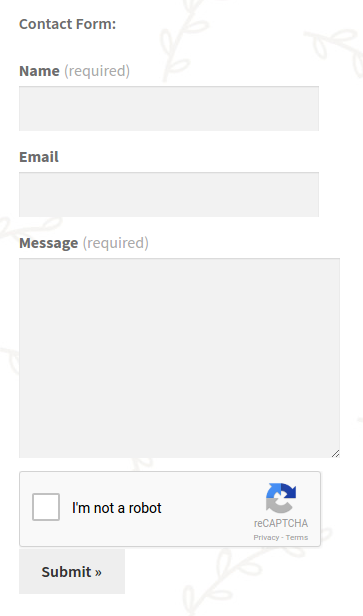 Contact Form:
Name (required)
Email
Message (required)
I'm not a robot
reCAPTCHA
Privacy - Terms
Submit »